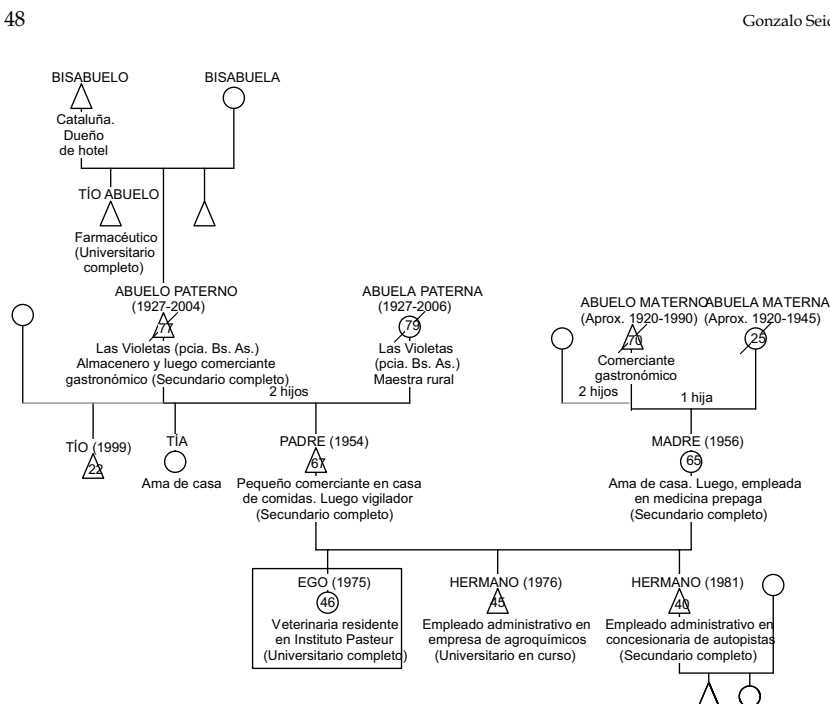 48
Gonzalo Seid
BISABUELO
BISABUELA
Cataluña.
Dueño
de hotel
TÍO ABUELO
Farmacéutico
(Universitario
completo)
ABUELO PATERNO
(1927-2004)
77
Las Violetas (pcia. Bs. As.)
Almacenero y luego comerciante
gastronómico (Secundario completo)
ABUELA PATERNA
(1927-2006)
79
Las Violetas
(pcia. Bs. As.)
Maestra rural
2 hijos
ABUELO MATERNO
(Aprox. 1920-1990)
70
Comerciante
gastronómico
ABUELA MATERNA
(Aprox. 1920-1945)
25
2 hijos
1 hija
TÍO (1999)
22
TÍA
Ama de casa
PADRE (1954)
67
Pequeño comerciante en casa
de comidas. Luego vigilador
(Secundario completo)
MADRE (1956)
65
Ama de casa. Luego, empleada
en medicina prepaga
(Secundario completo)
EGO (1975)
46
Veterinaria residente
en Instituto Pasteur
(Universitario completo)
HERMANO (1976)
45
Empleado administrativo en
empresa de agroquímicos
(Universitario en curso)
HERMANO (1981)
40
Empleado administrativo en
concesionaria de autopistas
(Secundario completo)